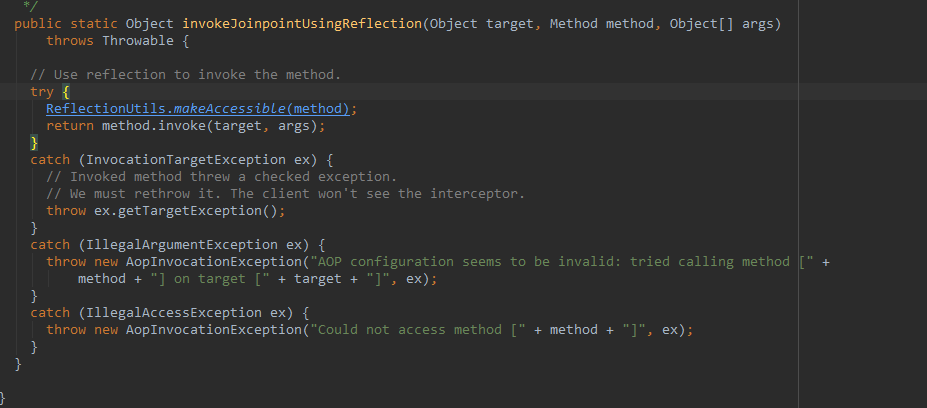 */
public static Object invokeJoinpointUsingReflection(Object target, Method method, Object[] args)
throws Throwable {
// Use reflection to invoke the method.
try {
ReflectionUtils.makeAccessible(method);
return method.invoke(target, args);
}
catch (InvocationTargetException ex) {
// Invoked method threw a checked exception.
// We must rethrow it. The client won't see the interceptor.
throw ex.getTargetException();
}
catch (IllegalArgumentException ex) {
throw new AopInvocationException("AOP configuration seems to be invalid: tried calling method [" +
method + "] on target [" + target + "]", ex);
}
catch (IllegalAccessException ex) {
throw new AopInvocationException("Could not access method [" + method + "]", ex);
}
}
}